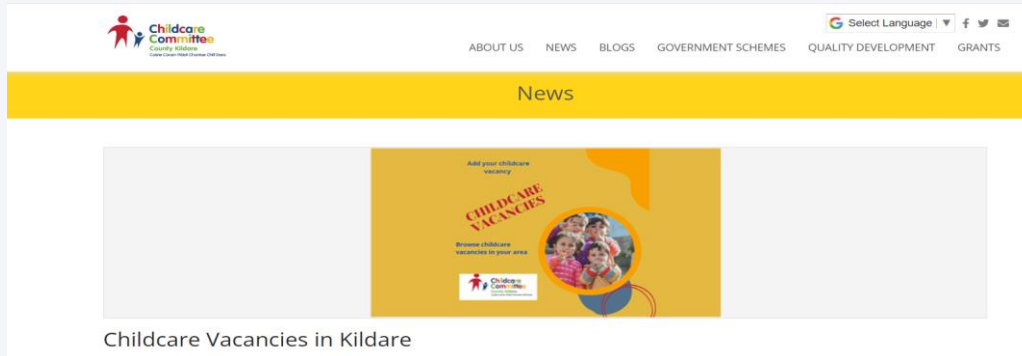 Childcare
Committee
County Kildare
Select Language ▼
ABOUT US NEWS BLOGS GOVERNMENT SCHEMES QUALITY DEVELOPMENT GRANTS
News
Add your childcare
vacancy
CHILDCARE
VACANCIES
Browse childcare
vacancies in your area
Childcare
Committee
Childcare Vacancies in Kildare